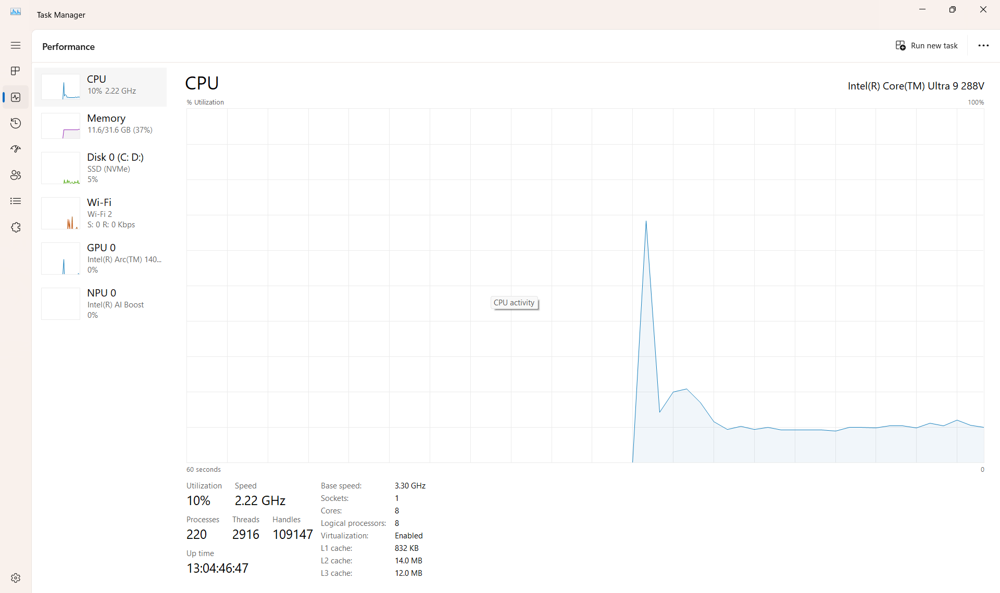 Task Manager
Performance
Run new task
CPU
10% 2.22 GHz
Memory
11.6/31.6 GB (37%)
Disk 0 (C: D:)
SSD (NVMe)
5%
Wi-Fi
Wi-Fi 2
S: 0 R: 0 Kbps
GPU 0
Intel(R) Arc(TM) 140...
0%
NPU 0
Intel(R) AI Boost
0%
CPU
Intel(R) Core(TM) Ultra 9 288V
% Utilization
100%
CPU activity
60 seconds
0
Utilization
10%
Speed
2.22 GHz
Processes
220
Threads
2916
Handles
109147
Up time
13:04:46:47
Base speed: 3.30 GHz
Sockets: 1
Cores: 8
Logical processors: 8
Virtualization: Enabled
L1 cache: 832 KB
L2 cache: 14.0 MB
L3 cache: 12.0 MB